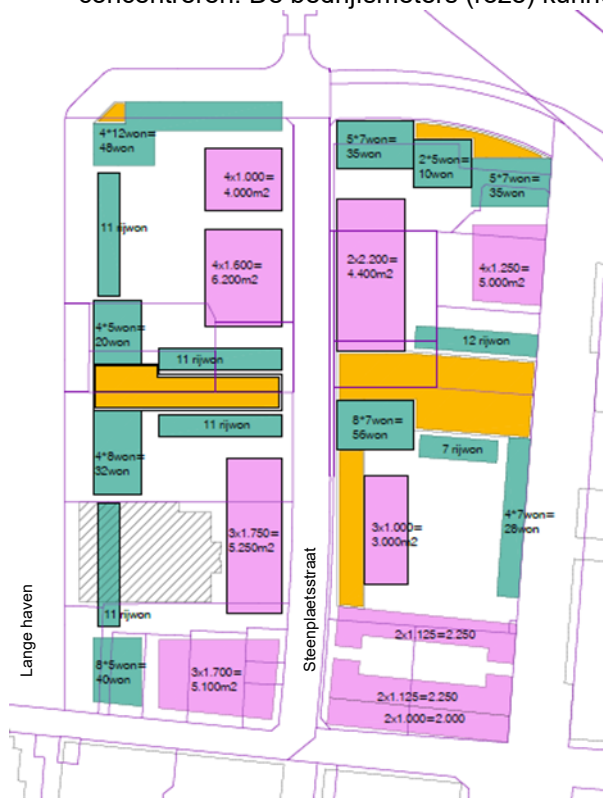 concentreren. De bedrijfsmeters (roze) kunn
4*12won=
48won
11 rijwon
4x1.000=
4.000m2
4x1.600=
6.200m2
4*5won=
20won
11 rijwon
11 rijwon
4*8won=
32won
3x1.750=
5.250m2
11 rijwon
8*5won=
40won
3x1.700=
5.100m2
Lange haven
Steenplaetsstraat
5*7won=
35won
2*5won=
10won
5*7won=
35won
2x2.200=
4.400m2
4x1.250=
5.000m2
12 rijwon
8*7won=
56won
7 rijwon
4*7won=
28won
3x1.000=
3.000m2
2x1.125=2.250
2x1.125=2.250
2x1.000=2.000